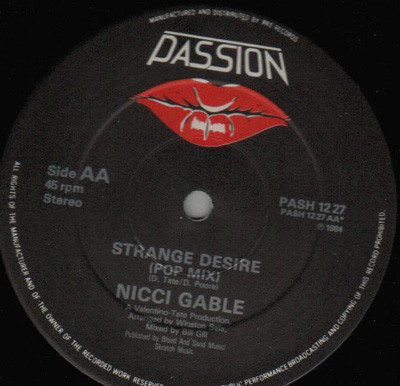 MANUFACTURED AND DISTRIBUTED BY PRT RECORDS
PASSION
Side AA
45 rpm
Stereo
PASH 12 27
PASH 12 27 AA*
Ⓟ1984
STRANGE DESIRE
(POP MIX)
(D. Tate/D. Poore)
NICCI GABLE
A Valentino-Tate Production
Arranged by Winston Sela
Mixed by Bill Gill
Published by Blood And Sand Music/
Scratch Music
ALL RIGHTS OF THE MANUFACTURER AND OF THE OWNER OF THE RECORDED WORK RESERVED
PUBLIC PERFORMANCE BROADCASTING AND COPYING OF THIS RECORD PROHIBITED.